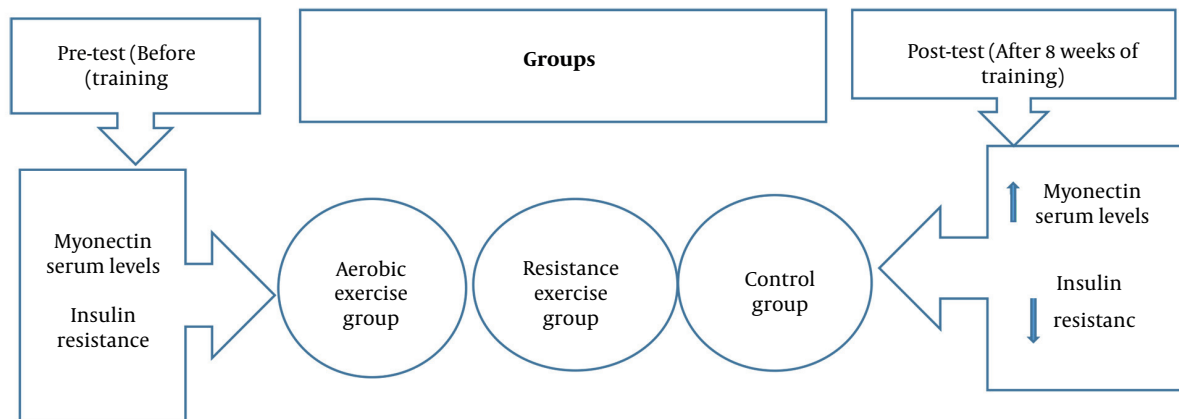 Pre-test (Before
(training
Groups
Post-test (After 8 weeks of
training)
Myonectin
serum levels
Insulin
resistance
Aerobic
exercise
group
Resistance
exercise
group
Control
group
Myonectin
serum levels
Insulin
resistanc